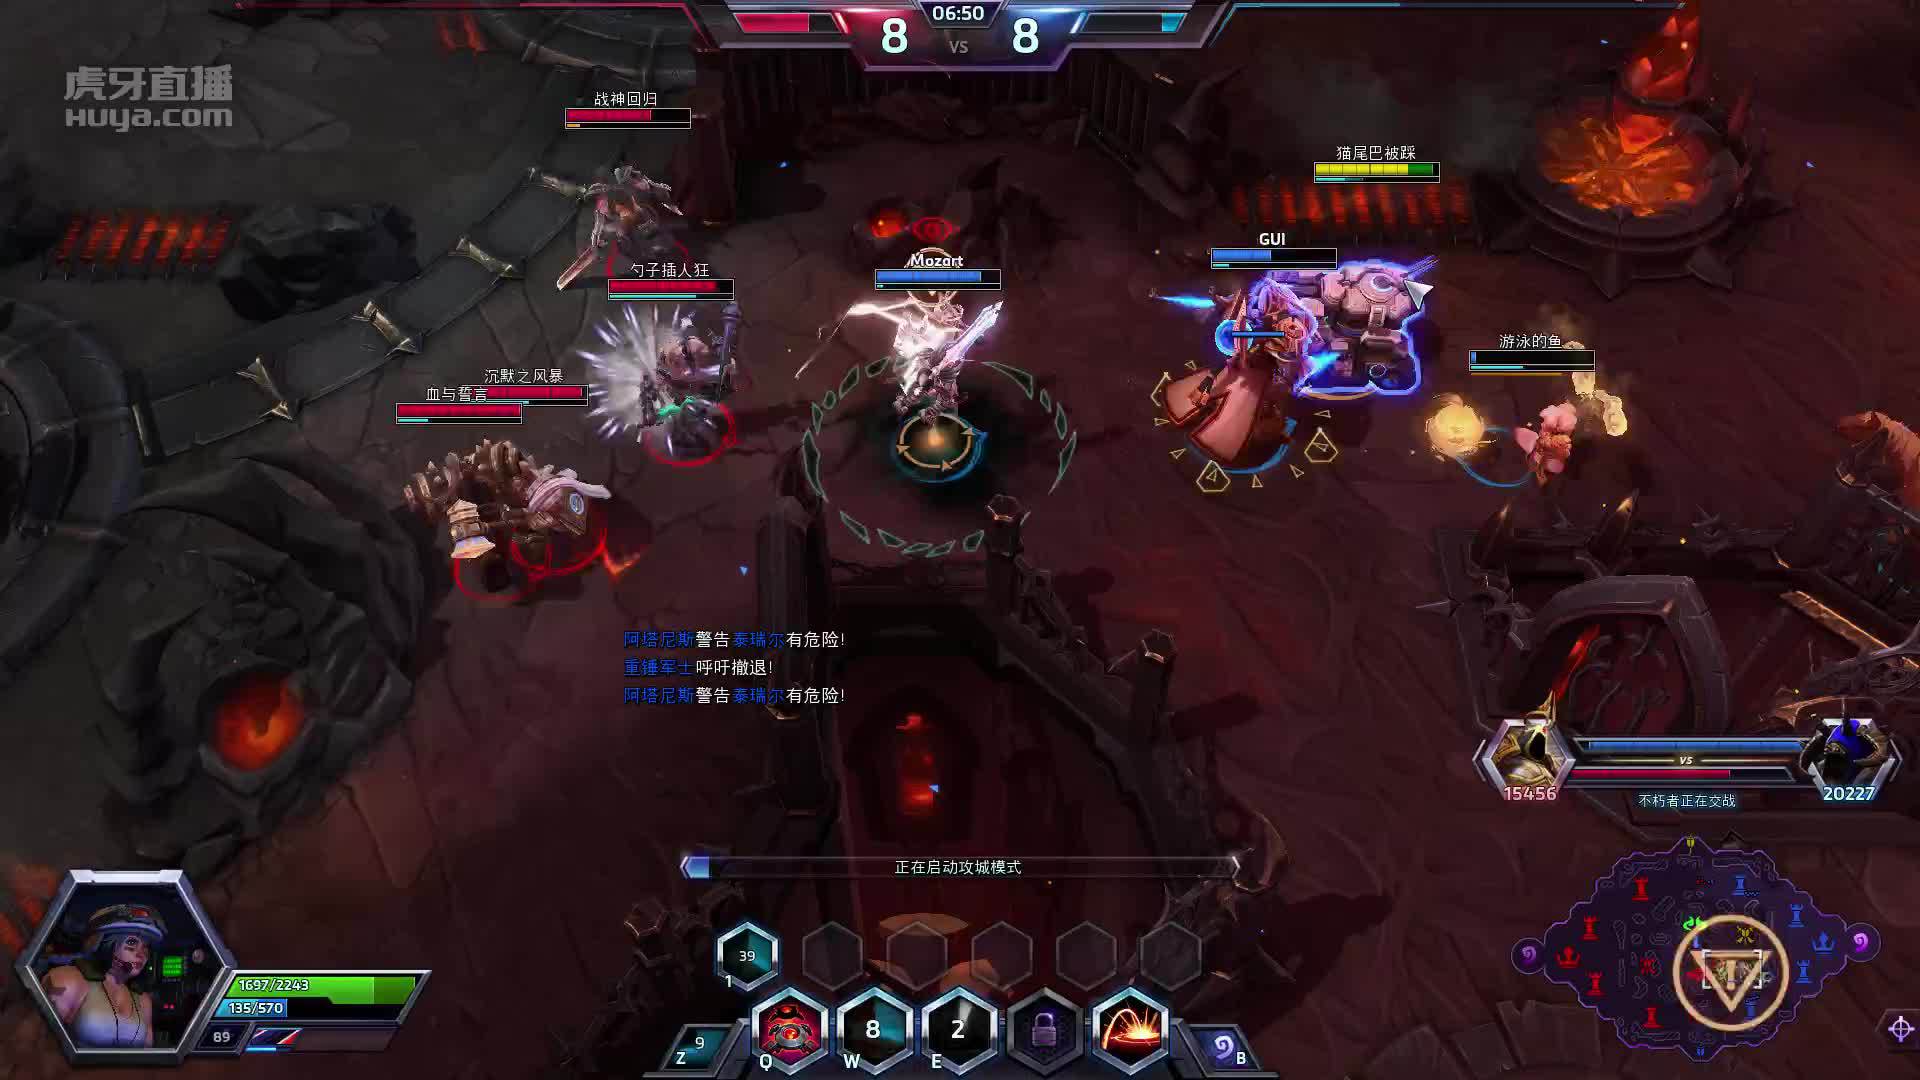 06:50
8 VS 8
虎牙直播
HUYA.com
战神回归
猫尾巴被踩
GUI
Mozart
勺子插人狂
游泳的鱼
沉默之风暴
血与誓言
阿塔尼斯警告泰瑞尔有危险!
重锤军士呼吁撤退!
阿塔尼斯警告泰瑞尔有危险!
VS
15456 不朽者正在交战 20227
正在启动攻城模式
39
1
1697/2243
135/570
89
9 8 2
Z Q W E B